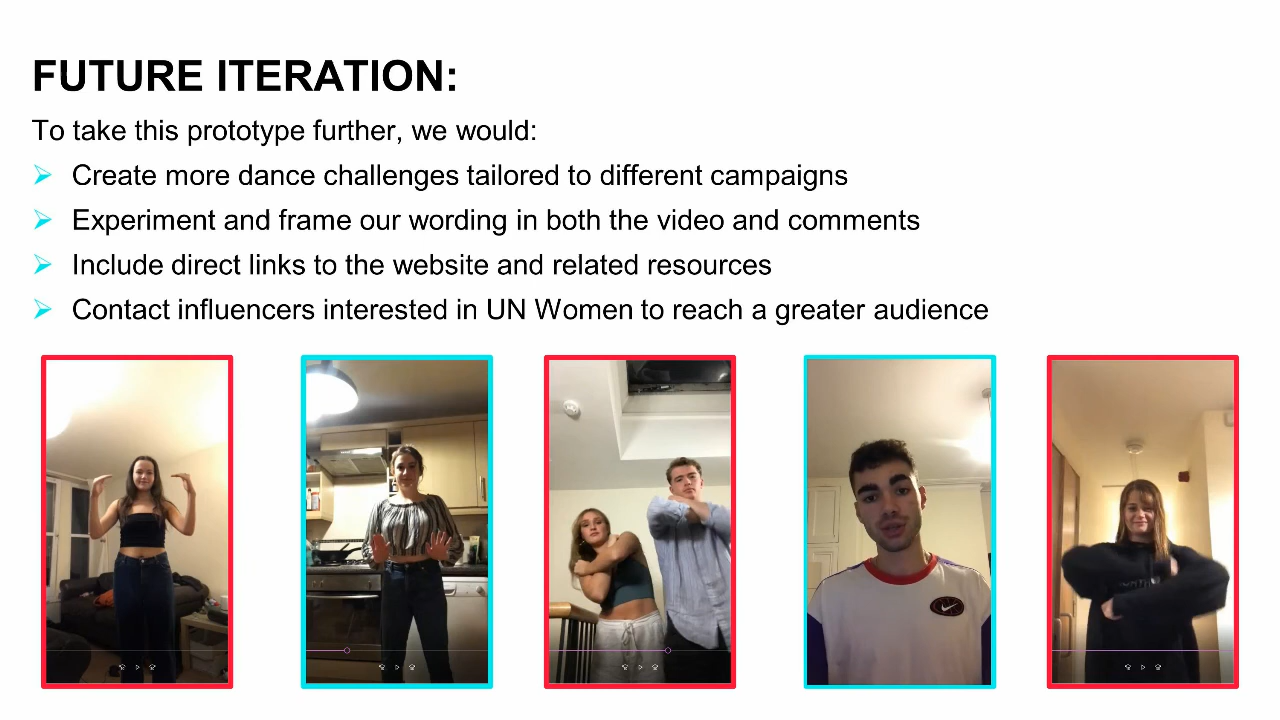 FUTURE ITERATION:
To take this prototype further, we would:
Create more dance challenges tailored to different campaigns
Experiment and frame our wording in both the video and comments
Include direct links to the website and related resources
Contact influencers interested in UN Women to reach a greater audience